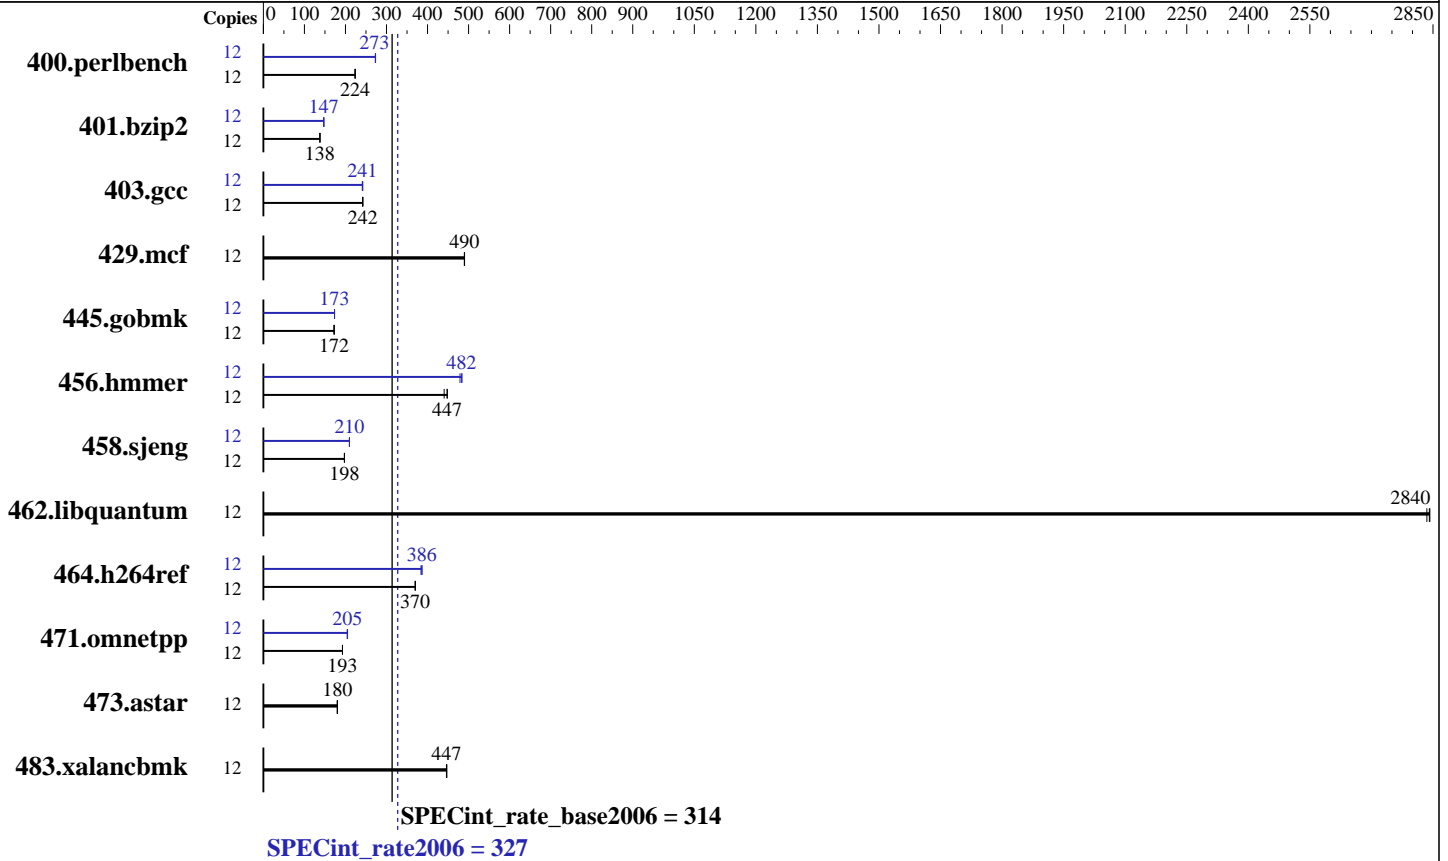 Copies 0 100 200 300 400 500 600 700 800 900 1050 1200 1350 1500 1650 1800 1950 2100 2250 2400 2550 2850
400.perlbench 12 273
12 224
401.bzip2 12 147
12 138
403.gcc 12 241
12 242
429.mcf 12 490
445.gobmk 12 173
12 172
456.hmmer 12 482
12 447
458.sjeng 12 210
12 198
462.libquantum 12 2840
464.h264ref 12 386
12 370
471.omnetpp 12 205
12 193
473.astar 12 180
483.xalancbmk 12 447
SPECint_rate_base2006 = 314
SPECint_rate2006 = 327